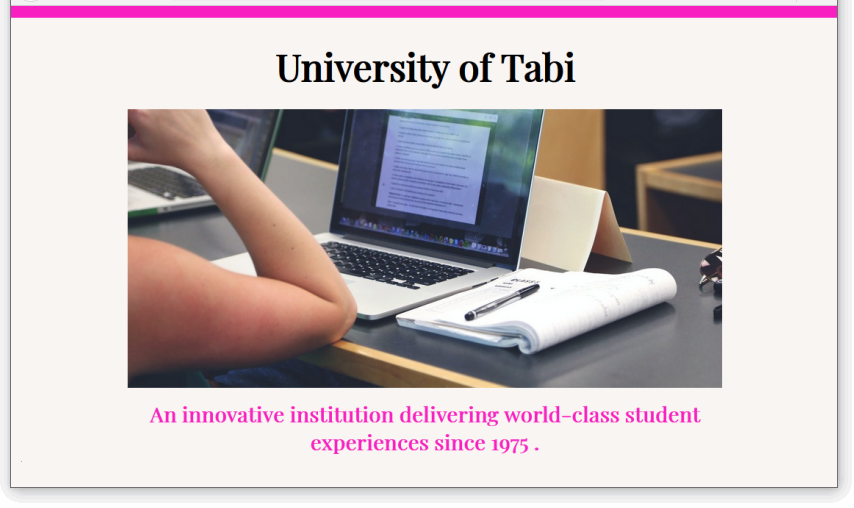 University of Tabi
An innovative institution delivering world-class student
experiences since 1975 .